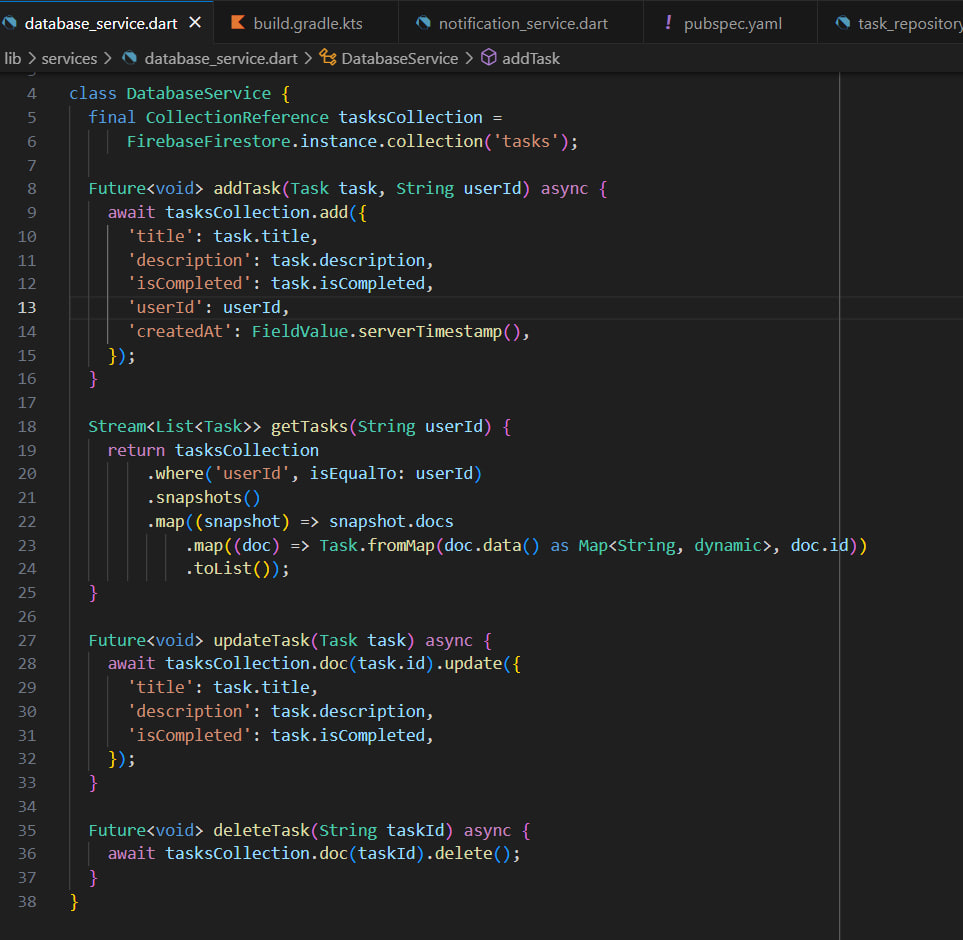 database_service.dart × build.gradle.kts notification_service.dart ! pubspec.yaml task_repository
lib > services > database_service.dart > DatabaseService > addTask
4 class DatabaseService {
5   final CollectionReference tasksCollection =
6       FirebaseFirestore.instance.collection('tasks');
7
8   Future<void> addTask(Task task, String userId) async {
9     await tasksCollection.add({
10       'title': task.title,
11       'description': task.description,
12       'isCompleted': task.isCompleted,
13       'userId': userId,
14       'createdAt': FieldValue.serverTimestamp(),
15     });
16   }
17
18   Stream<List<Task>> getTasks(String userId) {
19     return tasksCollection
20         .where('userId', isEqualTo: userId)
21         .snapshots()
22         .map((snapshot) => snapshot.docs
23             .map((doc) => Task.fromMap(doc.data() as Map<String, dynamic>, doc.id))
24             .toList());
25   }
26
27   Future<void> updateTask(Task task) async {
28     await tasksCollection.doc(task.id).update({
29       'title': task.title,
30       'description': task.description,
31       'isCompleted': task.isCompleted,
32     });
33   }
34
35   Future<void> deleteTask(String taskId) async {
36     await tasksCollection.doc(taskId).delete();
37   }
38 }